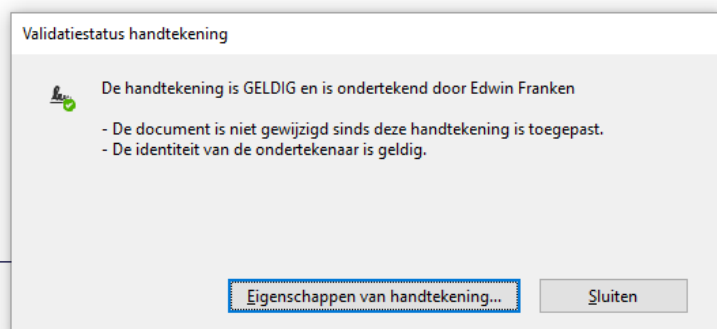 Validatiestatus handtekening
De handtekening is GELDIG en is ondertekend door Edwin Franken
- De document is niet gewijzigd sinds deze handtekening is toegepast.
- De identiteit van de ondertekenaar is geldig.
Eigenschappen van handtekening... Sluiten